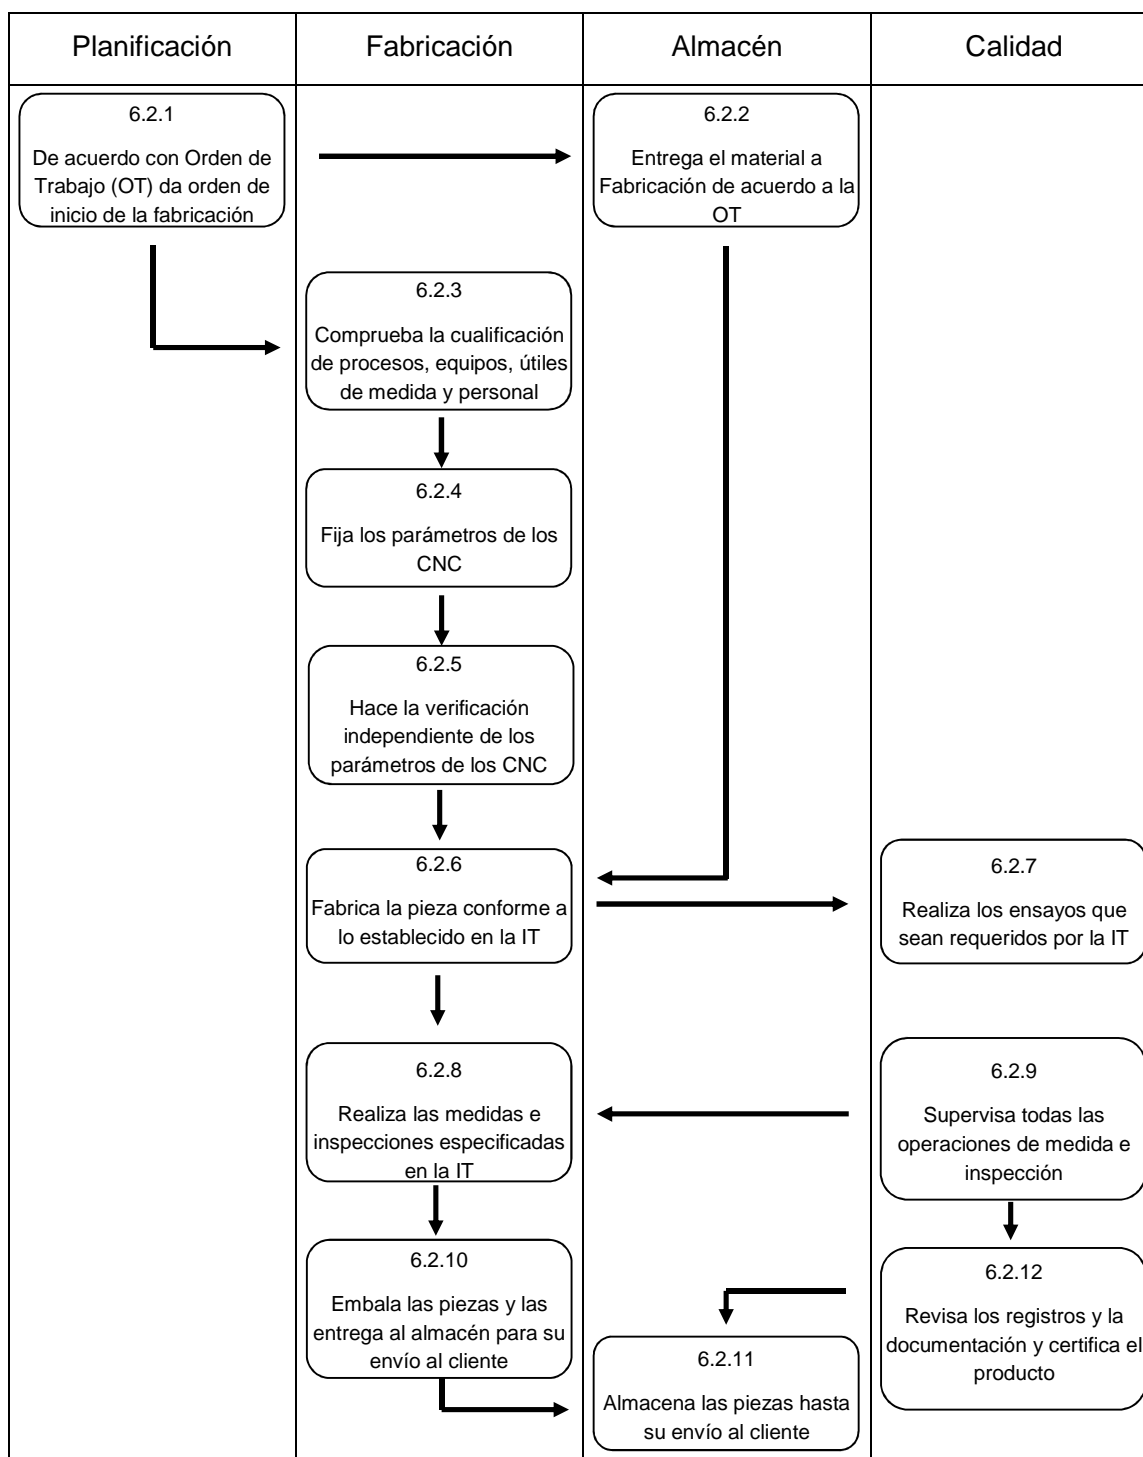 Planificación
Fabricación
Almacén
Calidad
6.2.1
De acuerdo con Orden de
Trabajo (OT) da orden de
inicio de la fabricación
6.2.2
Entrega el material a
Fabricación de acuerdo a la
OT
6.2.3
Comprueba la cualificación
de procesos, equipos, útiles
de medida y personal
6.2.4
Fija los parámetros de los
CNC
6.2.5
Hace la verificación
independiente de los
parámetros de los CNC
6.2.6
Fabrica la pieza conforme a
lo establecido en la IT
6.2.7
Realiza los ensayos que
sean requeridos por la IT
6.2.8
Realiza las medidas e
inspecciones especificadas
en la IT
6.2.9
Supervisa todas las
operaciones de medida e
inspección
6.2.10
Embala las piezas y las
entrega al almacén para su
envío al cliente
6.2.12
Revisa los registros y la
documentación y certifica el
producto
6.2.11
Almacena las piezas hasta
su envío al cliente